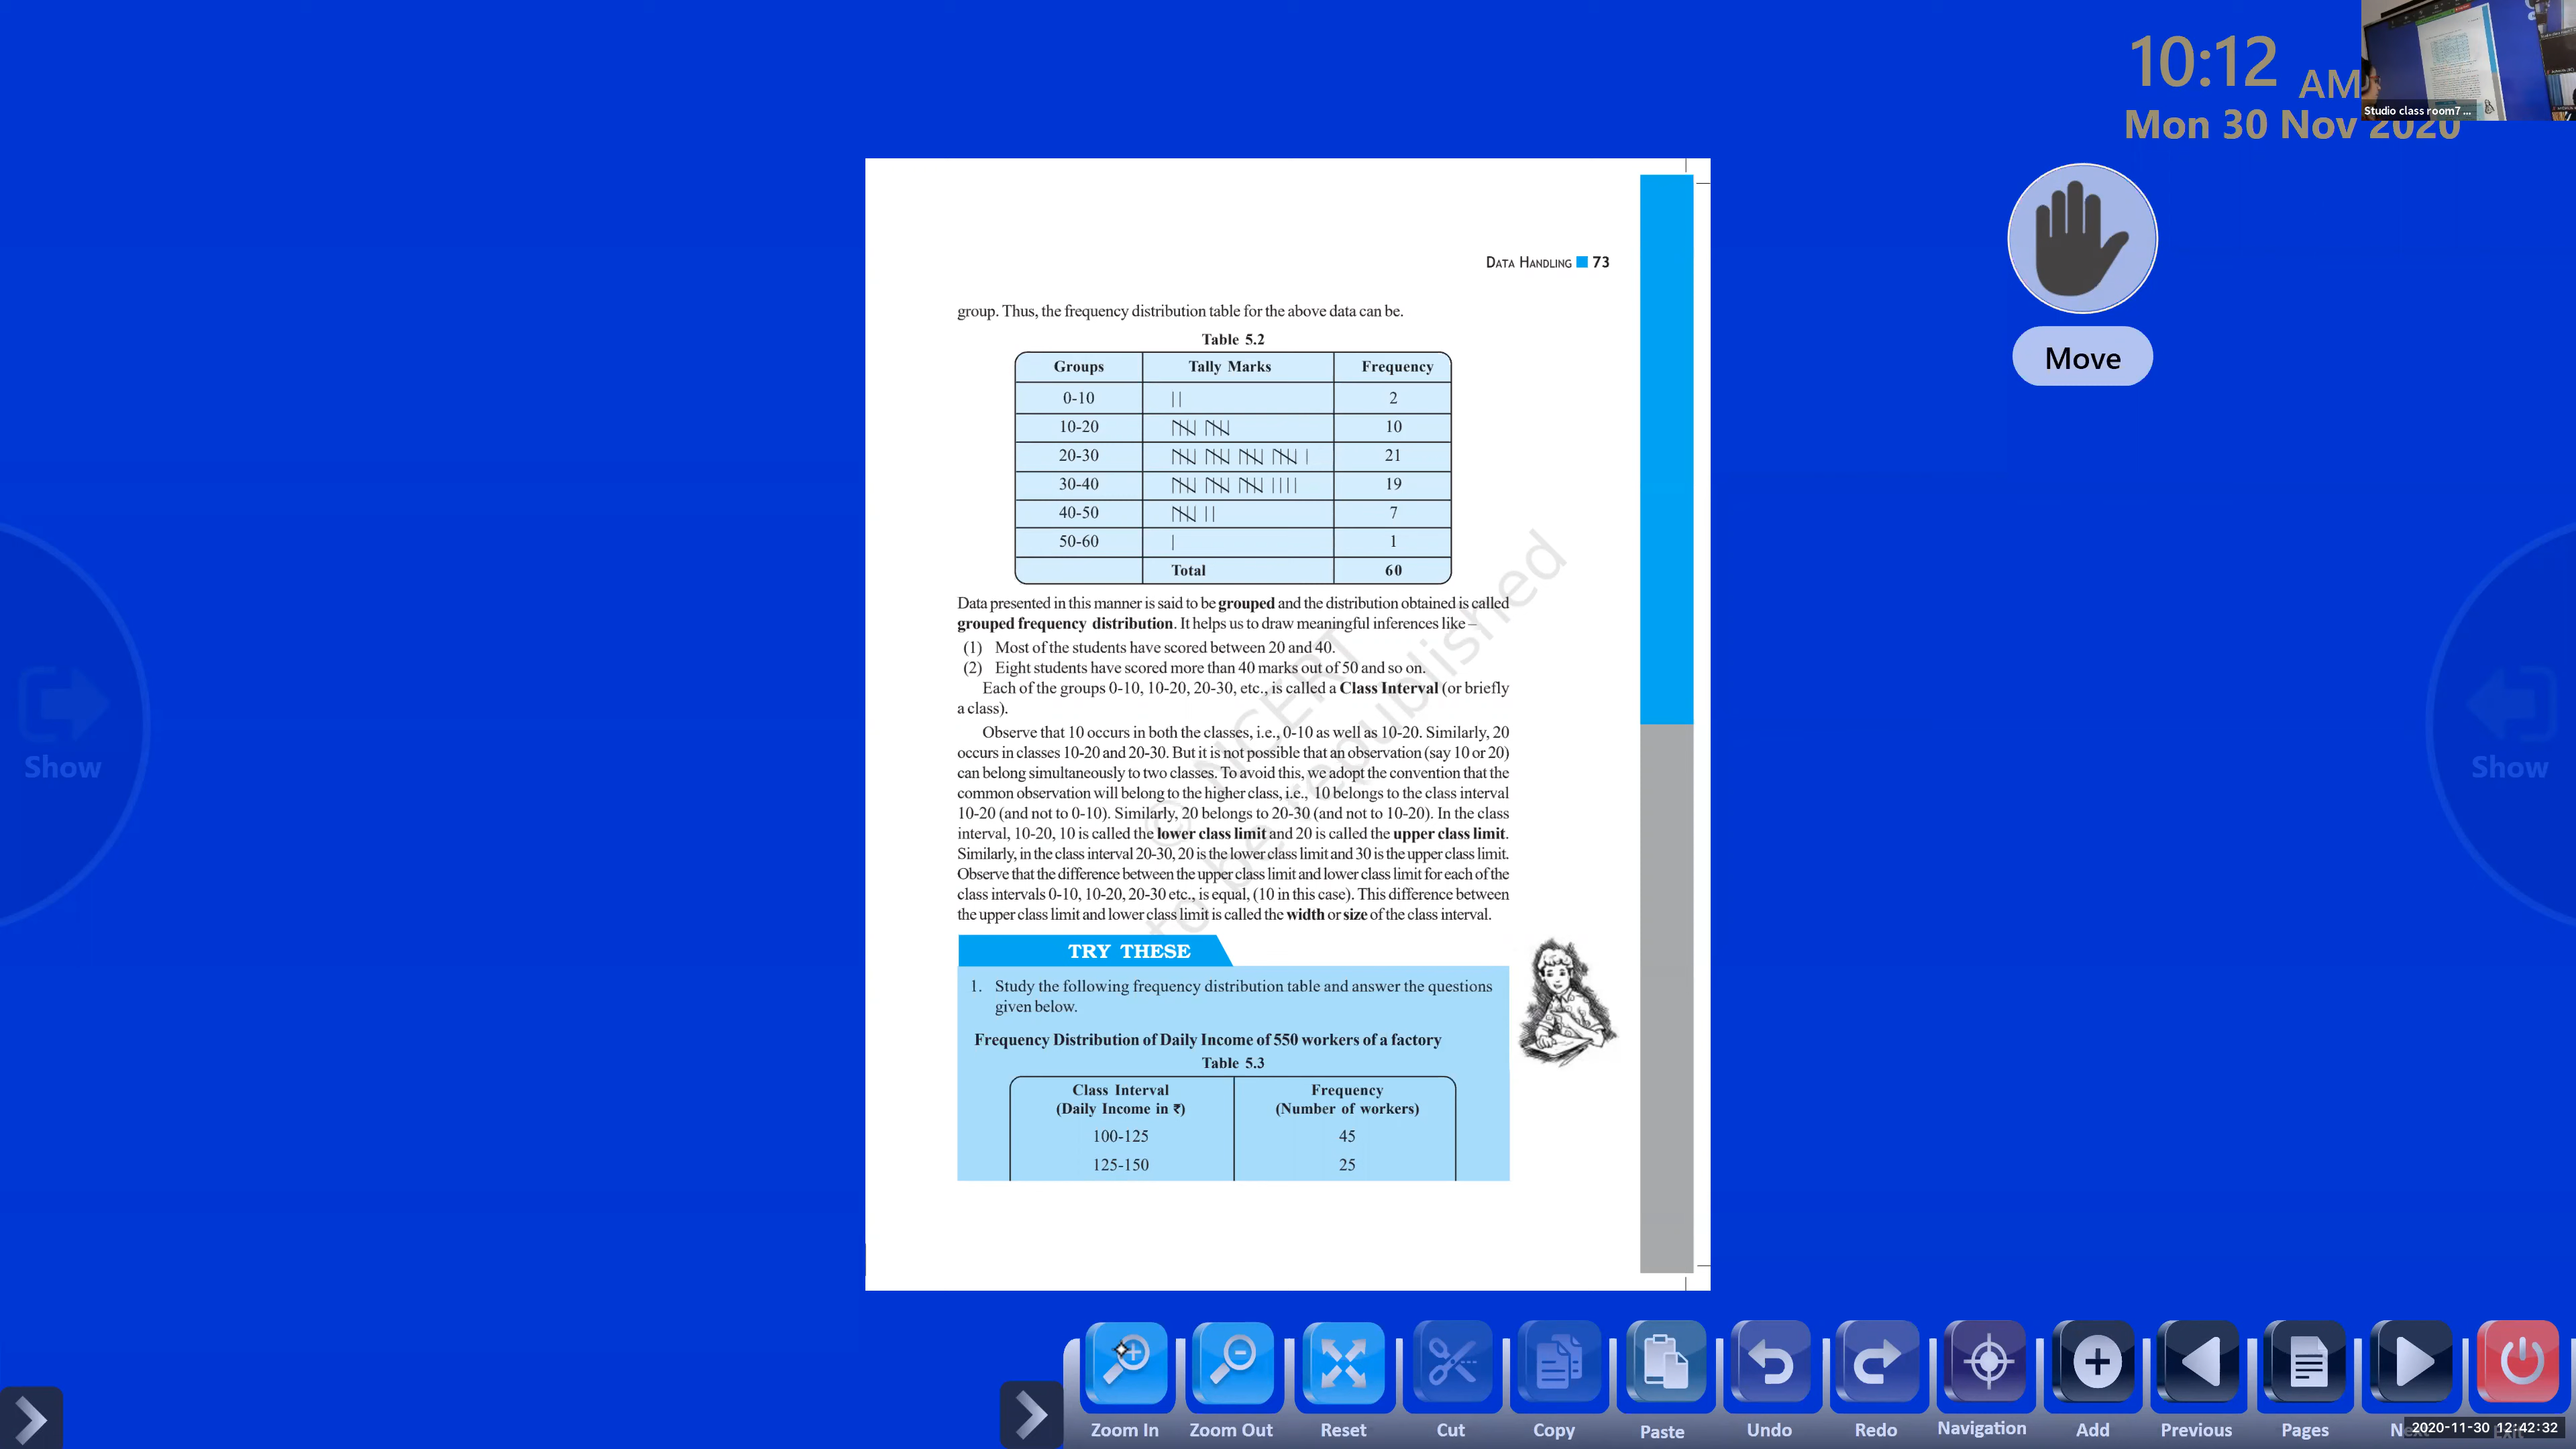 10:12 AM
Mon 30 Nov 2020
Studio class room7 ...
Move
DATA HANDLING 73
group. Thus, the frequency distribution table for the above data can be.
Table 5.2
Groups Tally Marks Frequency
0-10 2
10-20 10
20-30 21
30-40 19
40-50 7
50-60 1
Total 60
Data presented in this manner is said to be grouped and the distribution obtained is called
grouped frequency distribution. It helps us to draw meaningful inferences like –
(1) Most of the students have scored between 20 and 40.
(2) Eight students have scored more than 40 marks out of 50 and so on.
Each of the groups 0-10, 10-20, 20-30, etc., is called a Class Interval (or briefly
a class).
Observe that 10 occurs in both the classes, i.e., 0-10 as well as 10-20. Similarly, 20
occurs in classes 10-20 and 20-30. But it is not possible that an observation (say 10 or 20)
can belong simultaneously to two classes. To avoid this, we adopt the convention that the
common observation will belong to the higher class, i.e., 10 belongs to the class interval
10-20 (and not to 0-10). Similarly, 20 belongs to 20-30 (and not to 10-20). In the class
interval, 10-20, 10 is called the lower class limit and 20 is called the upper class limit.
Similarly, in the class interval 20-30, 20 is the lower class limit and 30 is the upper class limit.
Observe that the difference between the upper class limit and lower class limit for each of the
class intervals 0-10, 10-20, 20-30 etc., is equal, (10 in this case). This difference between
the upper class limit and lower class limit is called the width or size of the class interval.
© NCERT
to be republished
TRY THESE
1. Study the following frequency distribution table and answer the questions
given below.
Frequency Distribution of Daily Income of 550 workers of a factory
Table 5.3
Class Interval Frequency
(Daily Income in ₹) (Number of workers)
100-125 45
125-150 25
Show
Show
Zoom In Zoom Out Reset Cut Copy Paste Undo Redo Navigation Add Previous Pages
2020-11-30 12:42:32